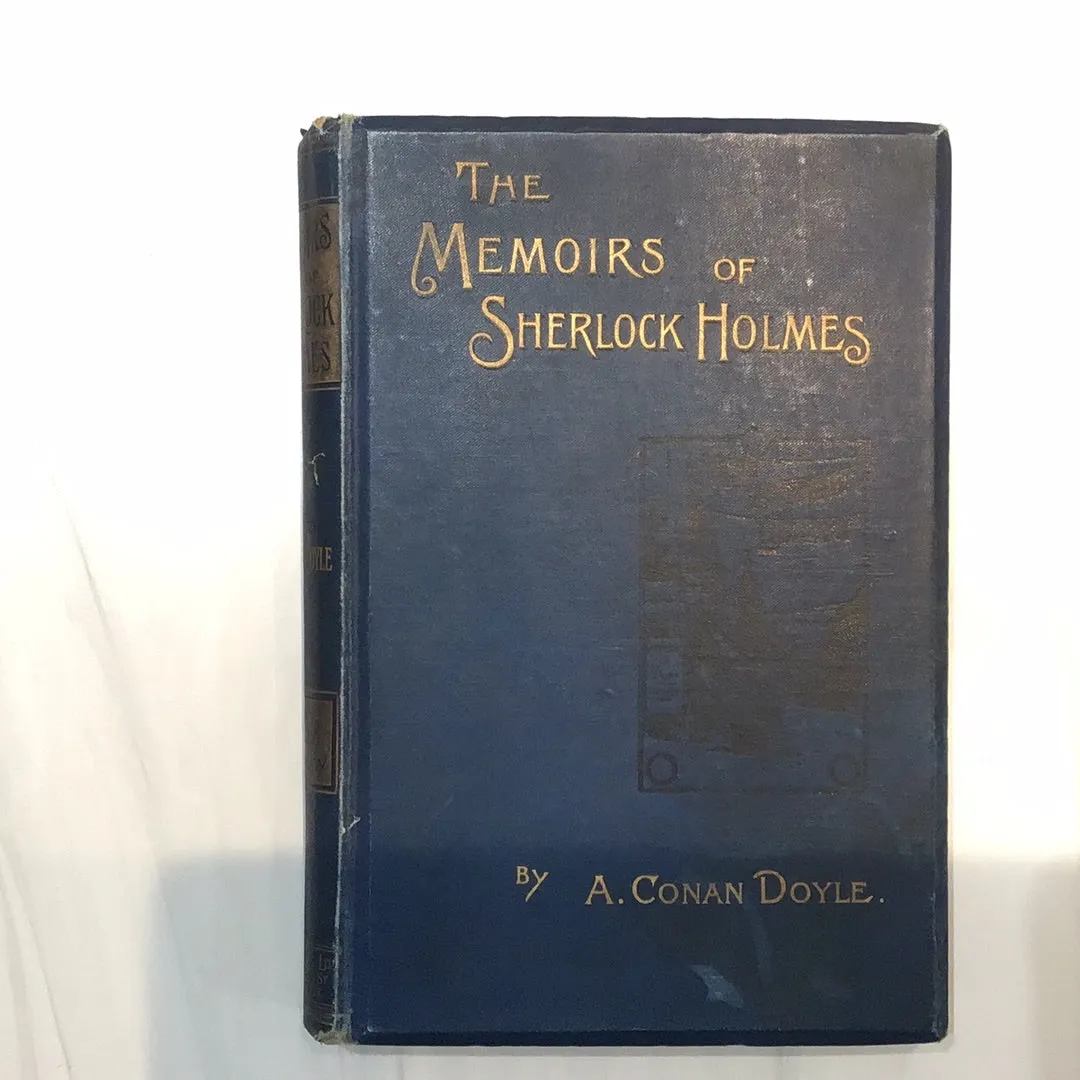 THE
MEMOIRS OF
SHERLOCK HOLMES
BY A. CONAN DOYLE.